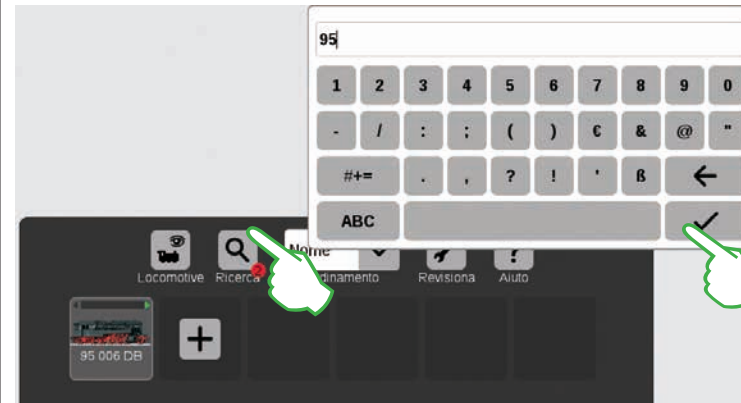 95
1 2 3 4 5 6 7 8 9 0
- / : ; ( ) € & @ "
#+= . , ? ! ' ß ←
ABC ✓
Nome
Locomotive Ricerca 2 dinamento Revisiona Aiuto
95 006 DB